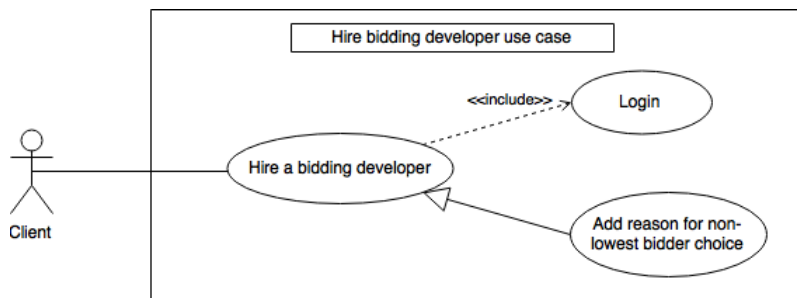 Hire bidding developer use case
<<include>>
Login
Hire a bidding developer
Add reason for non-
lowest bidder choice
Client